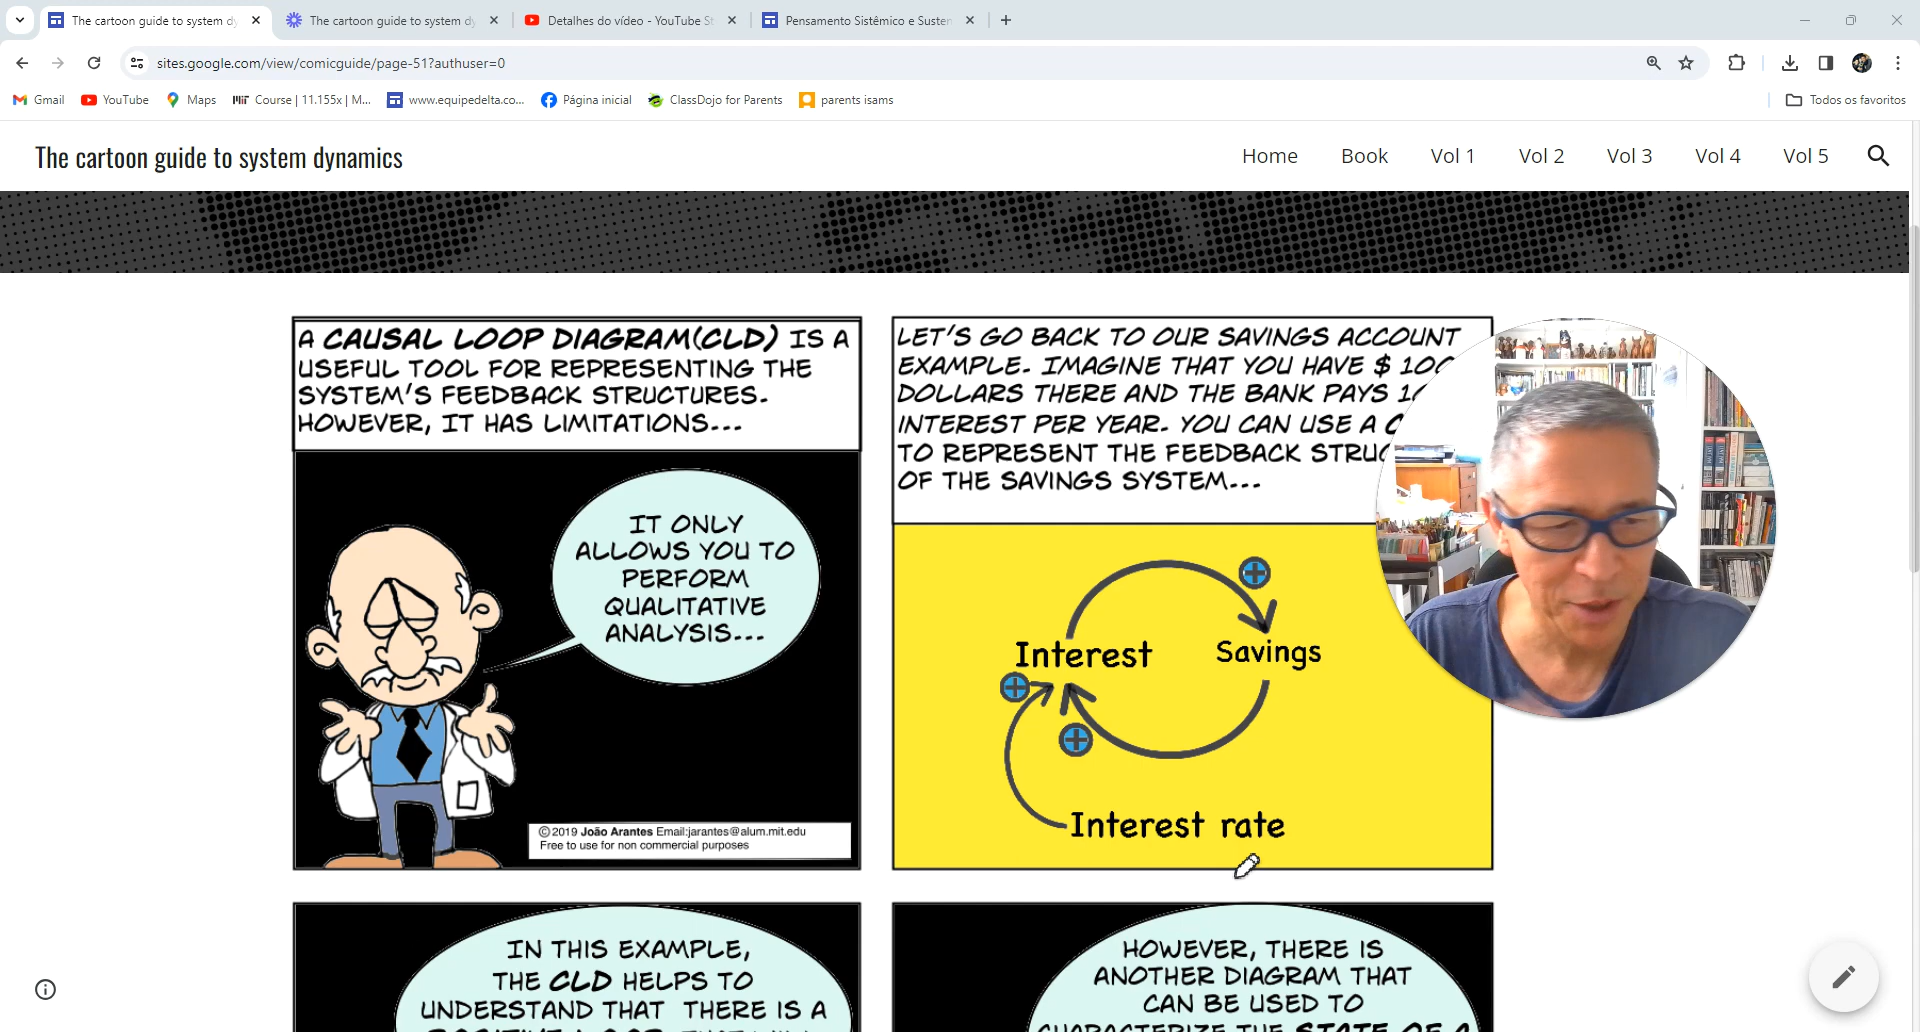 The cartoon guide to system dy
The cartoon guide to system dy
Detalhes do vídeo - YouTube St
Pensamento Sistêmico e Susten
sites.google.com/view/comicguide/page-51?authuser=0
Gmail
YouTube
Maps
Course | 11.155x | M...
www.equipedelta.co...
Página inicial
ClassDojo for Parents
parents isams
Todos os favoritos
The cartoon guide to system dynamics
Home
Book
Vol 1
Vol 2
Vol 3
Vol 4
Vol 5
A CAUSAL LOOP DIAGRAM(CLD) IS A
USEFUL TOOL FOR REPRESENTING THE
SYSTEM'S FEEDBACK STRUCTURES.
HOWEVER, IT HAS LIMITATIONS...
IT ONLY
ALLOWS YOU TO
PERFORM
QUALITATIVE
ANALYSIS...
©2019 João Arantes Email:jarantes@alum.mit.edu
Free to use for non commercial purposes
LET'S GO BACK TO OUR SAVINGS ACCOUNT
EXAMPLE. IMAGINE THAT YOU HAVE $ 100
DOLLARS THERE AND THE BANK PAYS
INTEREST PER YEAR. YOU CAN USE A
TO REPRESENT THE FEEDBACK
OF THE SAVINGS SYSTEM...
Interest
Savings
Interest rate
IN THIS EXAMPLE,
THE CLD HELPS TO
UNDERSTAND THAT THERE IS A
HOWEVER, THERE IS
ANOTHER DIAGRAM THAT
CAN BE USED TO
CHARACTERIZE THE STATE OF A